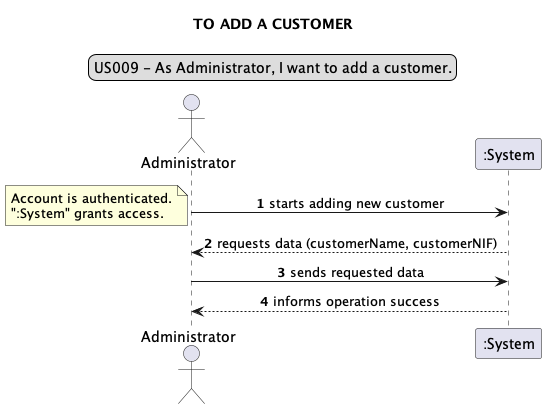 TO ADD A CUSTOMER
US009 - As Administrator, I want to add a customer.
Administrator
:System
Account is authenticated.
":System" grants access.
1 starts adding new customer
2 requests data (customerName, customerNIF)
3 sends requested data
4 informs operation success
Administrator
:System